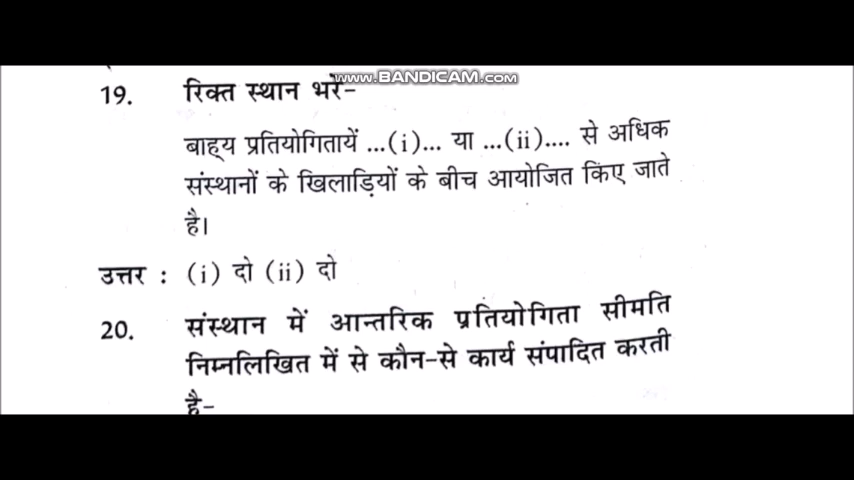 www.BANDICAM.com
19. रिक्त स्थान भरें-
बाह्य प्रतियोगितायें ...(i)... या ...(ii).... से अधिक
संस्थानों के खिलाड़ियों के बीच आयोजित किए जाते
है।
उत्तर : (i) दो (ii) दो
20. संस्थान में आन्तरिक प्रतियोगिता सीमति
निम्नलिखित में से कौन-से कार्य संपादित करती
है-